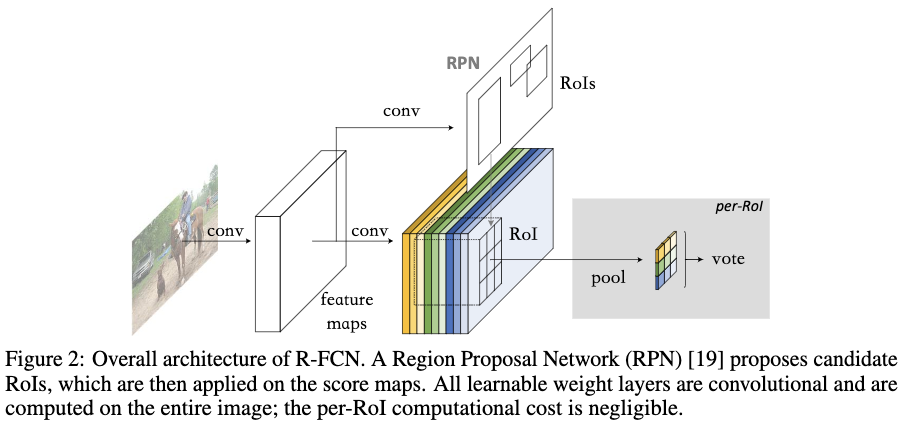 RPN
RoIs
conv
per-RoI
conv
conv
RoI
pool
vote
feature
maps
Figure 2: Overall architecture of R-FCN. A Region Proposal Network (RPN) [19] proposes candidate
RoIs, which are then applied on the score maps. All learnable weight layers are convolutional and are
computed on the entire image; the per-RoI computational cost is negligible.